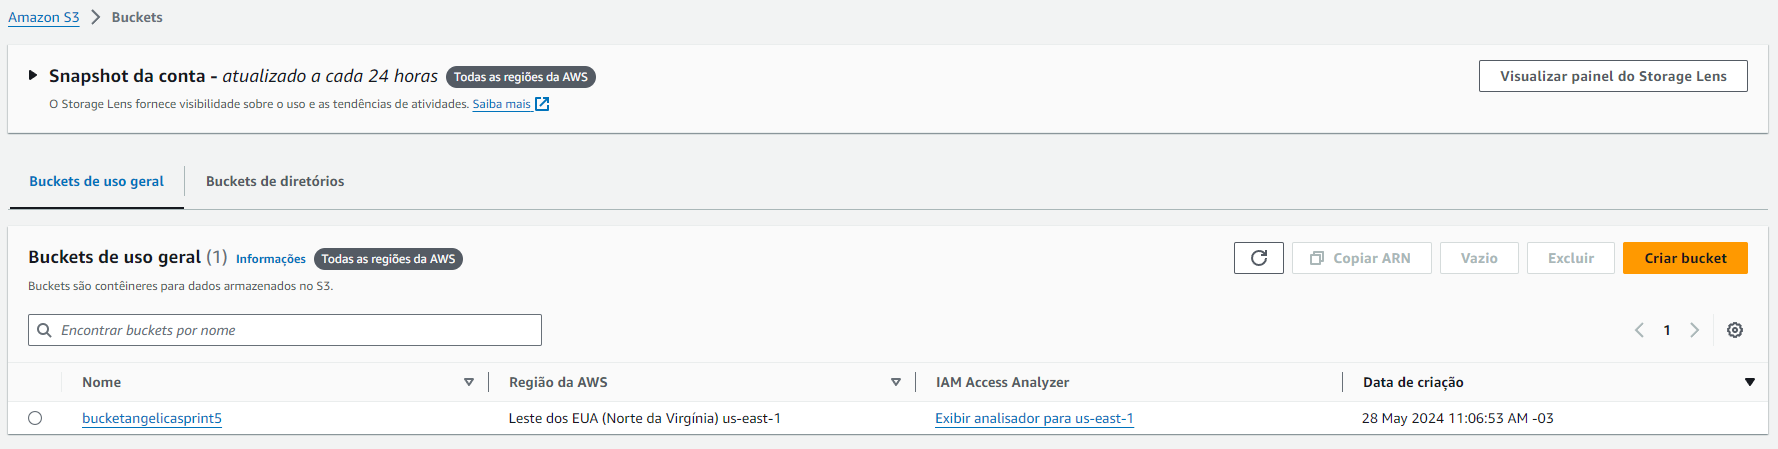 Amazon S3 > Buckets
Snapshot da conta - atualizado a cada 24 horas Todas as regiões da AWS
Visualizar painel do Storage Lens
O Storage Lens fornece visibilidade sobre o uso e as tendências de atividades. Saiba mais
Buckets de uso geral Buckets de diretórios
Buckets de uso geral (1) Informações Todas as regiões da AWS
Copiar ARN Vazio Excluir Criar bucket
Buckets são contêineres para dados armazenados no S3.
Encontrar buckets por nome
1
Nome Região da AWS IAM Access Analyzer Data de criação
bucketangelicasprint5 Leste dos EUA (Norte da Virgínia) us-east-1 Exibir analisador para us-east-1 28 May 2024 11:06:53 AM -03